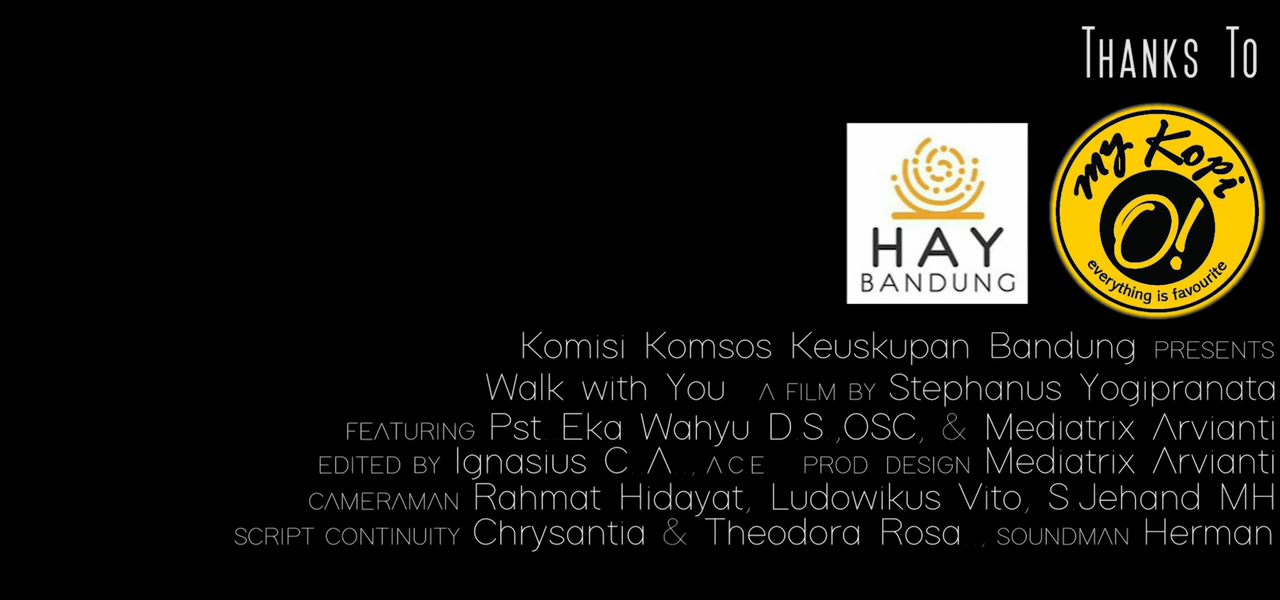 THANKS TO
HAY
BANDUNG
my Kopi
O!
everything is favourite
Komisi Komsos Keuskupan Bandung PRESENTS
Walk with You A FILM BY Stephanus Yogipranata
FEATURING Pst. Eka Wahyu D.S.,OSC, & Mediatrix Arvianti
EDITED BY Ignasius C. A.., ACE PROD DESIGN Mediatrix Arvianti
CAMERAMAN Rahmat Hidayat, Ludowikus Vito, S.Jehand MH
SCRIPT CONTINUITY Chrysantia & Theodora Rosa.., SOUNDMAN Herman